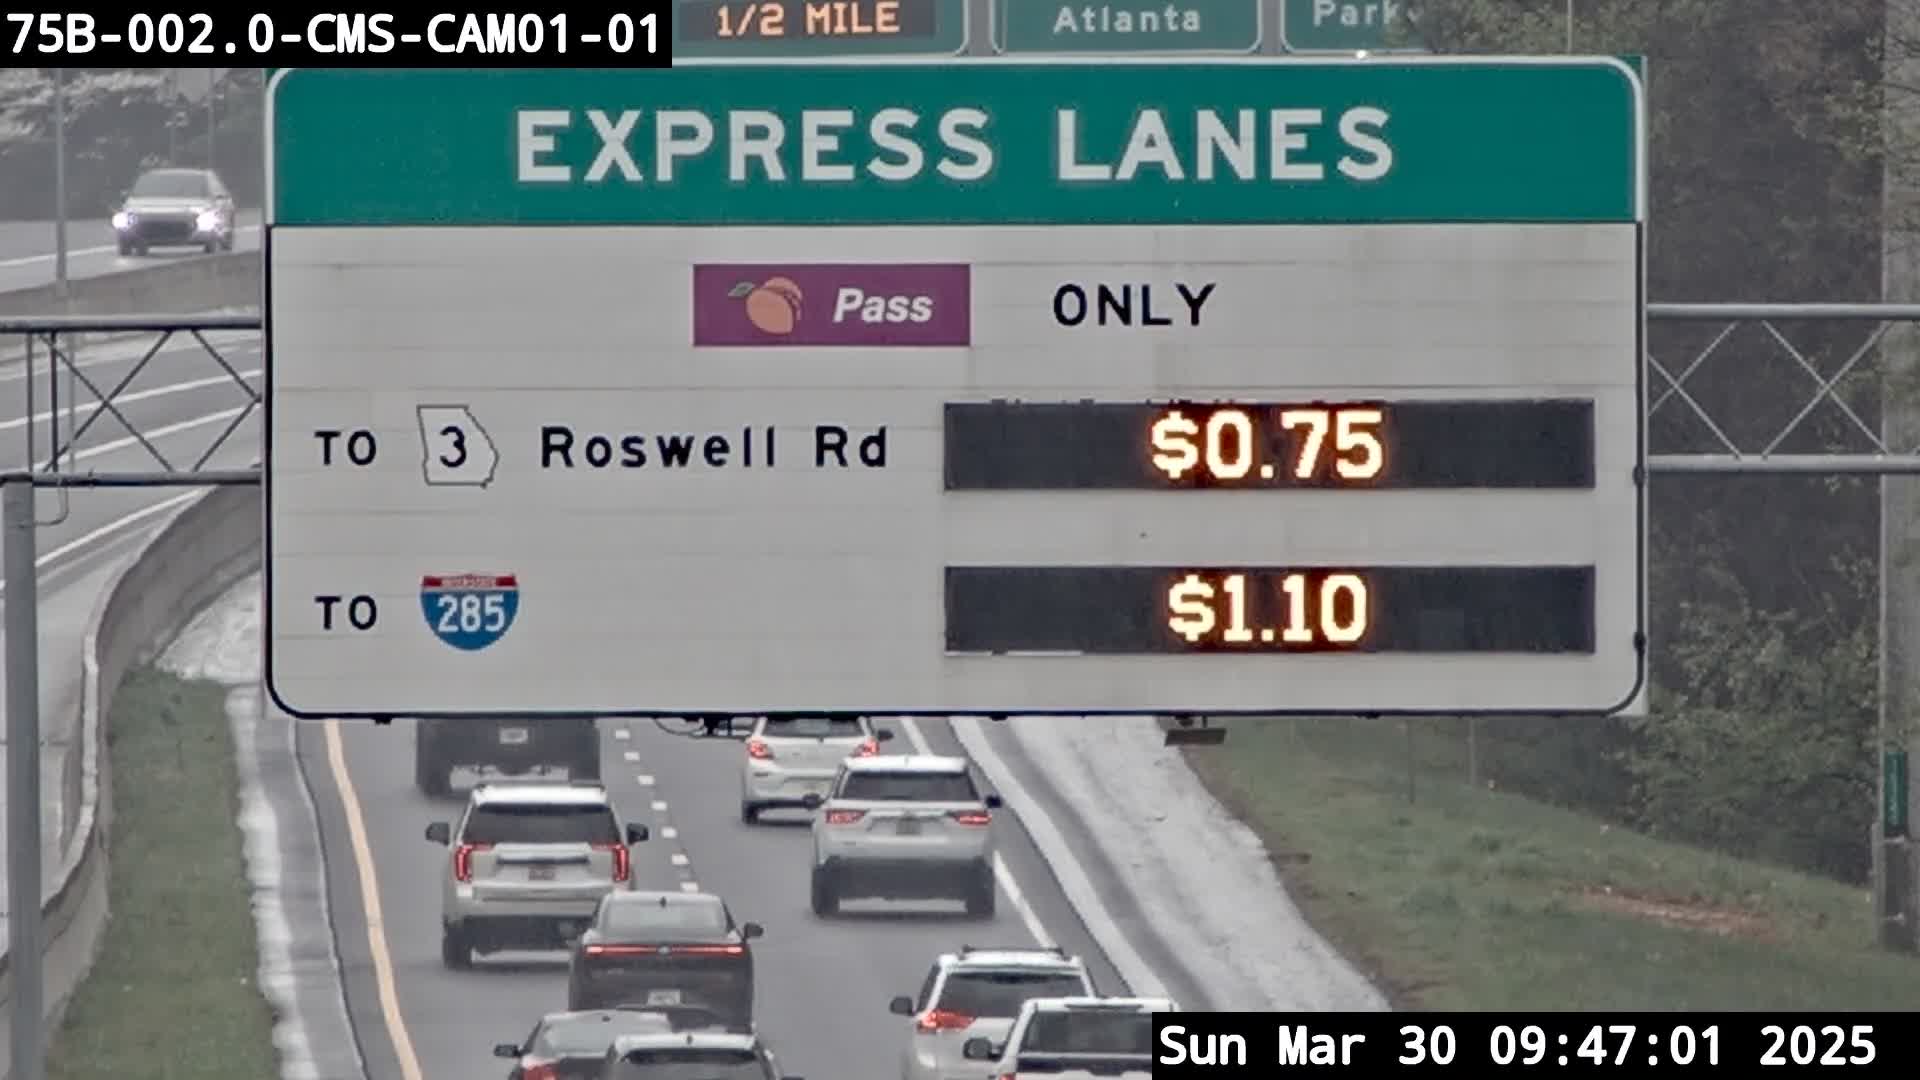 75B-002.0-CMS-CAM01-01
1/2 MILE
Atlanta
EXPRESS LANES
Pass ONLY
TO 3 Roswell Rd $0.75
TO INTERSTATE 285 $1.10
Sun Mar 30 09:47:01 2025